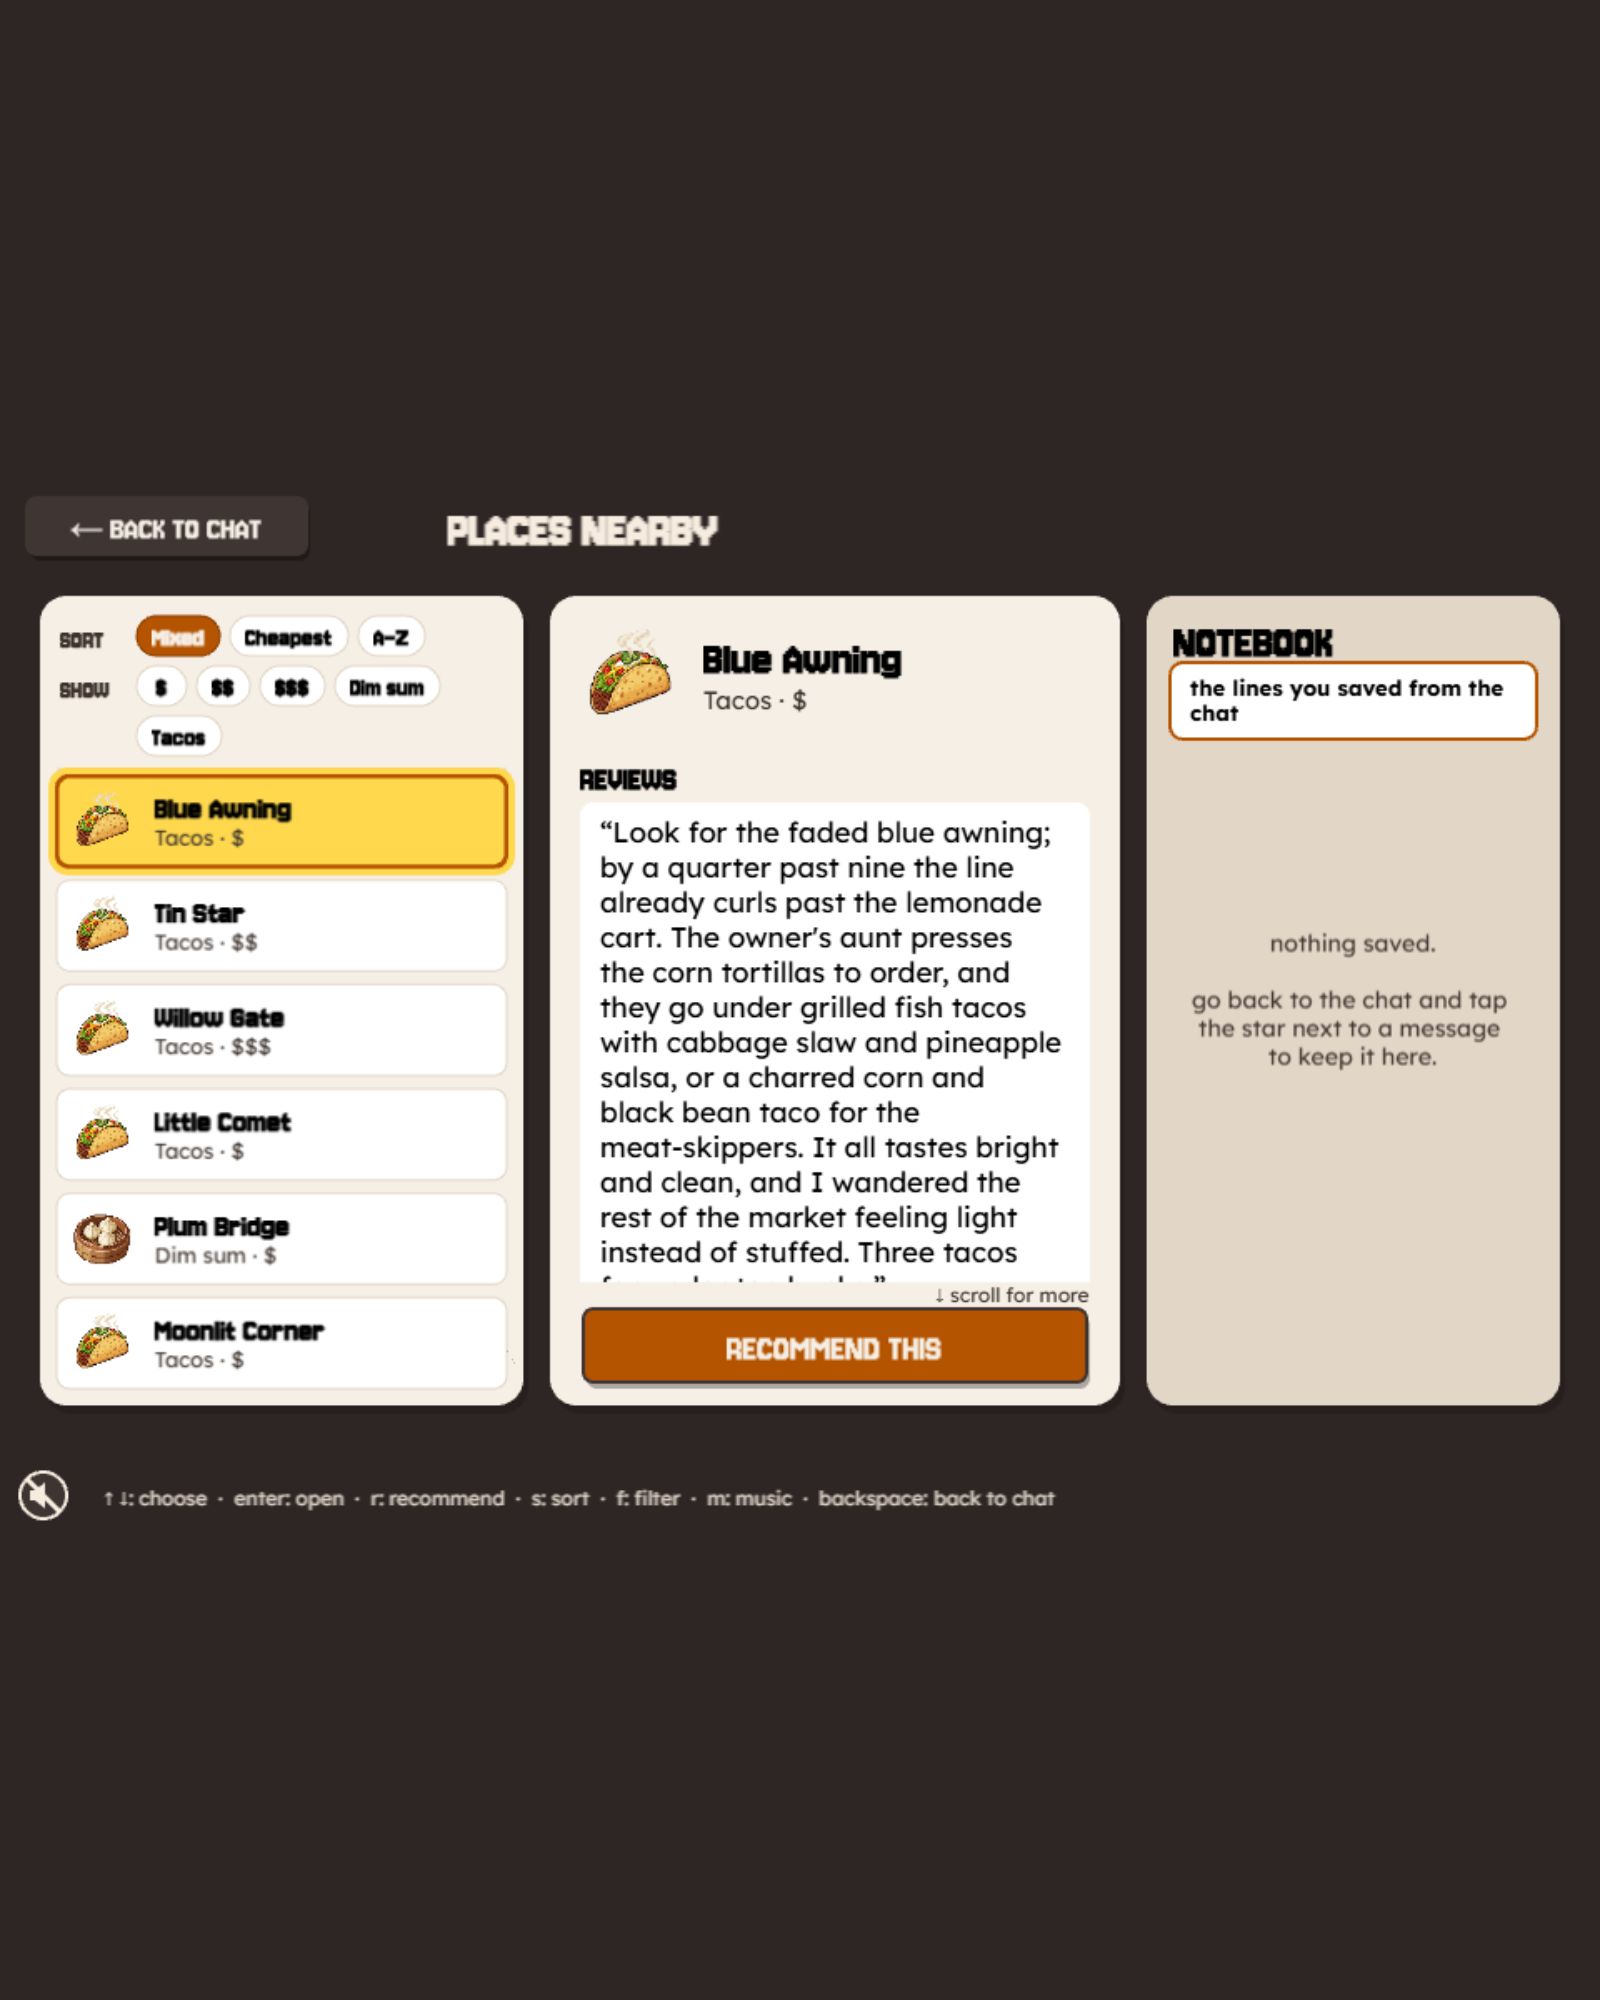 ← BACK TO CHAT
PLACES NEARBY
SORT
Mixed
Cheapest
A-Z
SHOW
$
$$
$$$
Dim sum
Tacos
Blue Awning
Tacos · $
Tin Star
Tacos · $$
Willow Gate
Tacos · $$$
Little Comet
Tacos · $
Plum Bridge
Dim sum · $
Moonlit Corner
Tacos · $
Blue Awning
Tacos · $
REVIEWS
“Look for the faded blue awning;
by a quarter past nine the line
already curls past the lemonade
cart. The owner's aunt presses
the corn tortillas to order, and
they go under grilled fish tacos
with cabbage slaw and pineapple
salsa, or a charred corn and
black bean taco for the
meat-skippers. It all tastes bright
and clean, and I wandered the
rest of the market feeling light
instead of stuffed. Three tacos
↓ scroll for more
RECOMMEND THIS
NOTEBOOK
the lines you saved from the
chat
nothing saved.
go back to the chat and tap
the star next to a message
to keep it here.
↑ ↓: choose · enter: open · r: recommend · s: sort · f: filter · m: music · backspace: back to chat